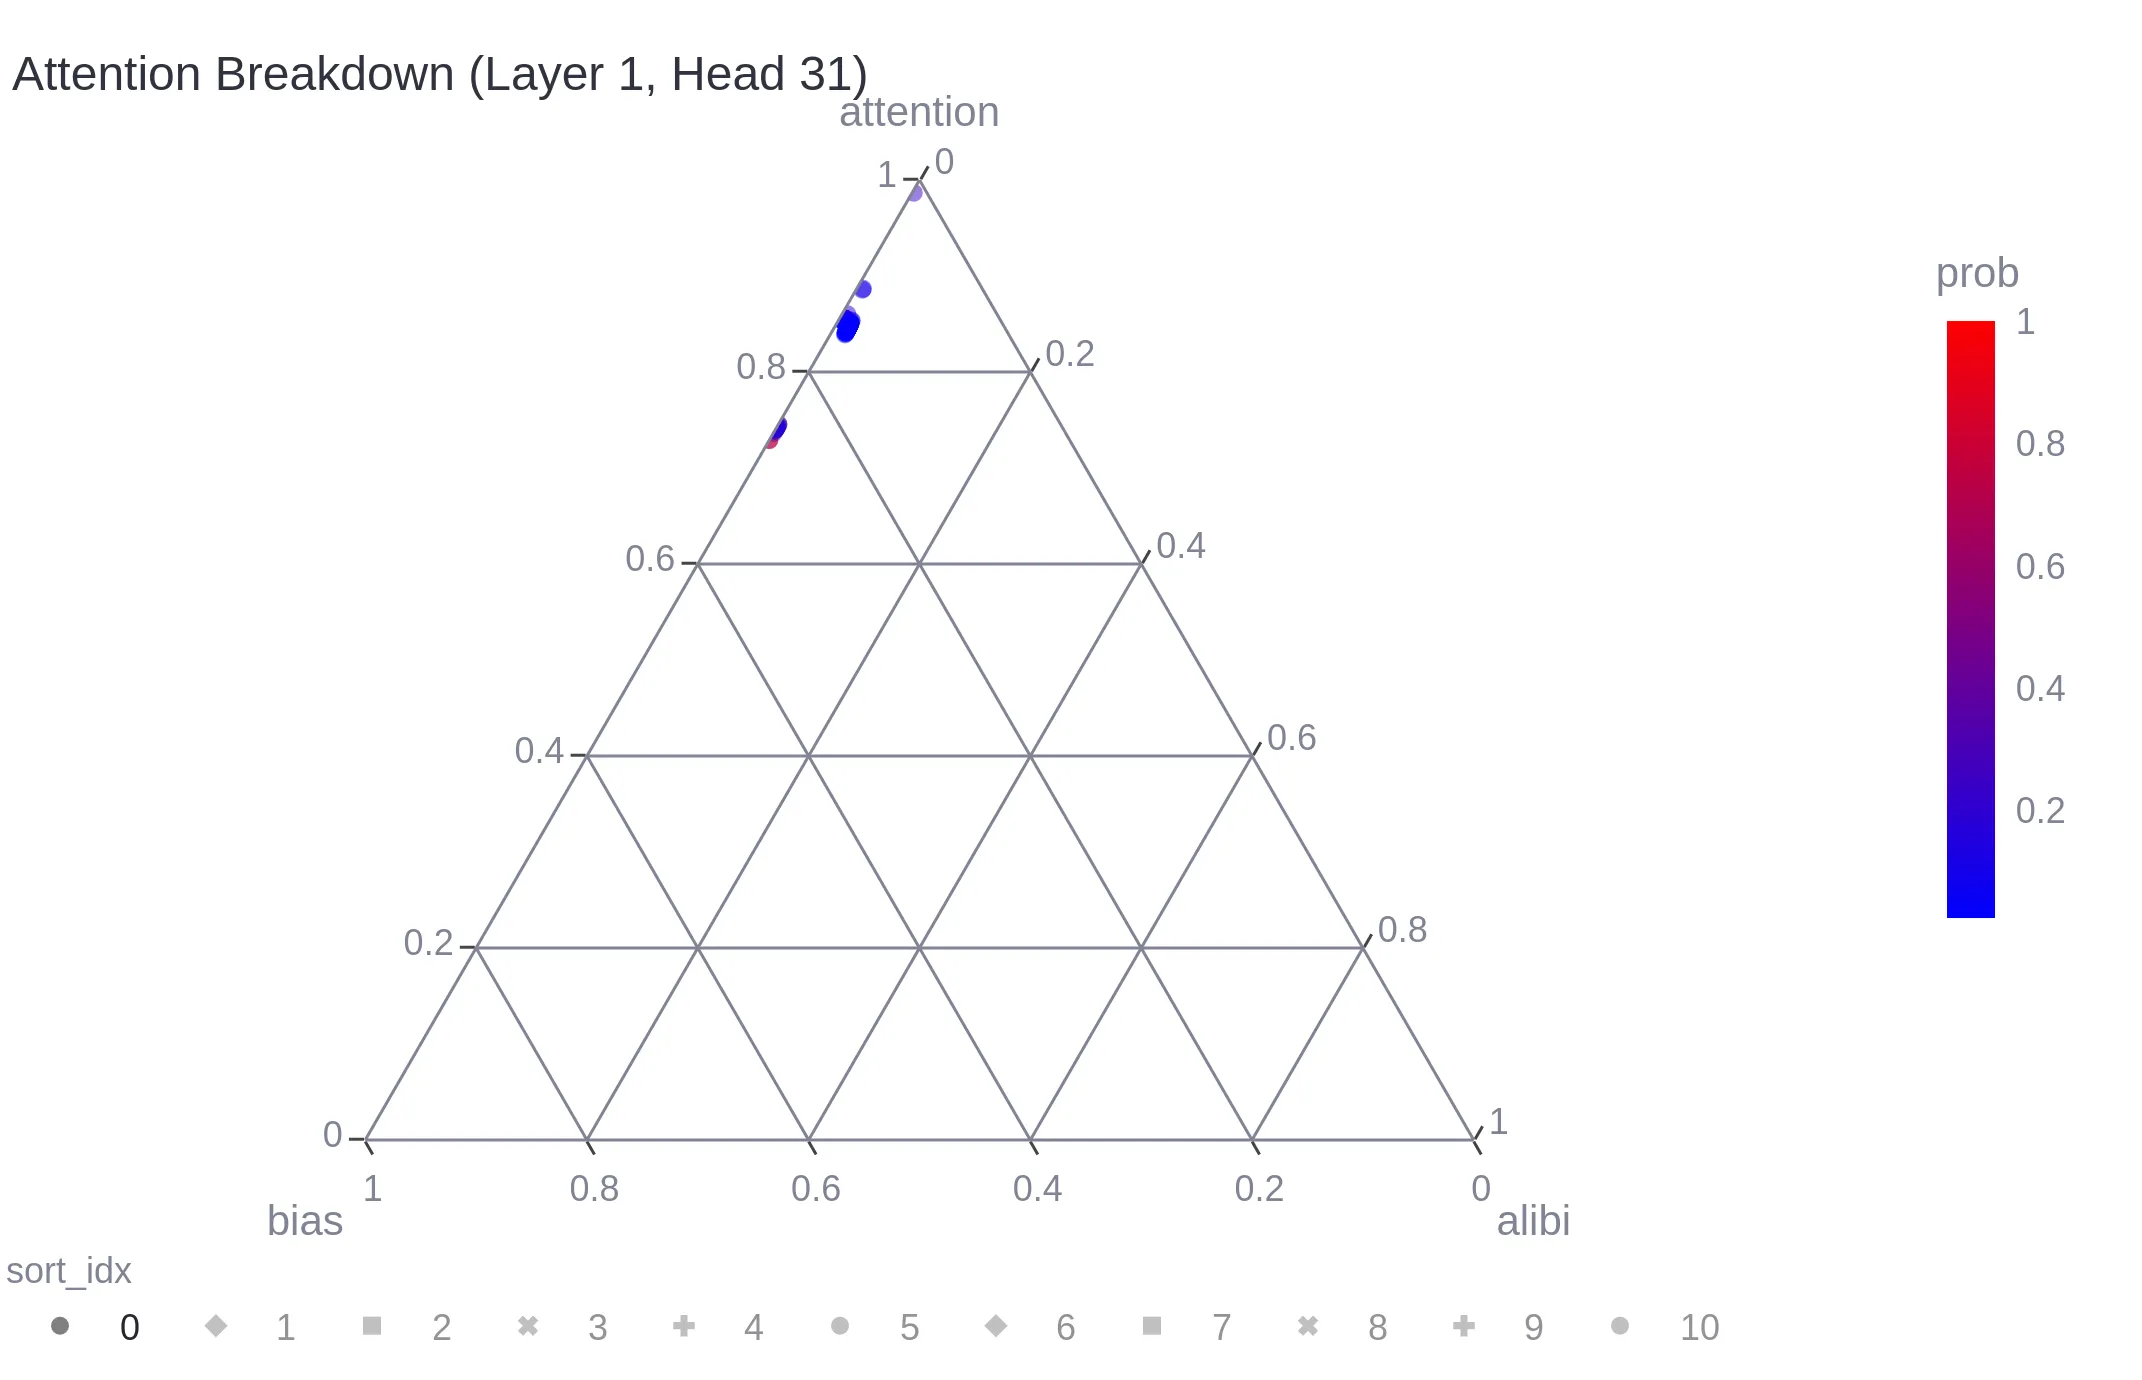 Attention Breakdown (Layer 1, Head 31)
attention
1 0
prob
1
0.8 0.2
0.8
0.6 0.4
0.6
0.4 0.6
0.4
0.2 0.8
0.2
0 1
1 0.8 0.6 0.4 0.2 0
bias alibi
sort_idx
0 1 2 3 4 5 6 7 8 9 10